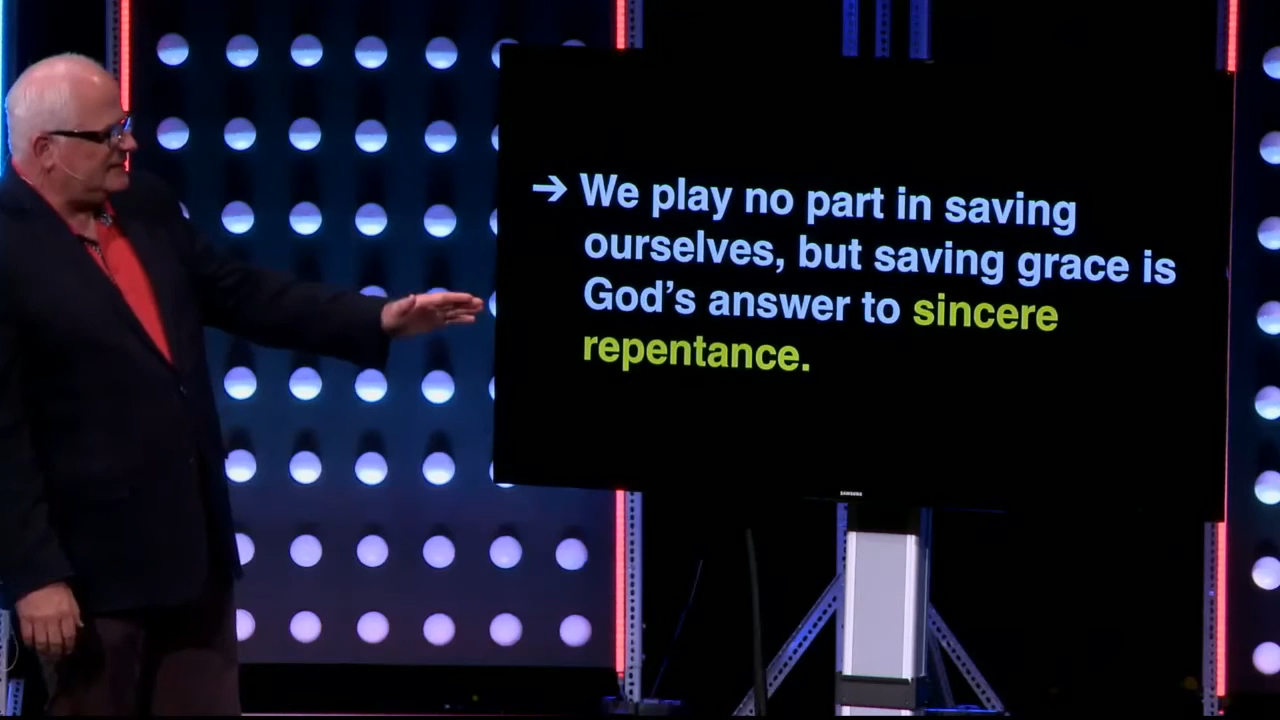 → We play no part in saving
ourselves, but saving grace is
God's answer to sincere
repentance.
SAMSUNG